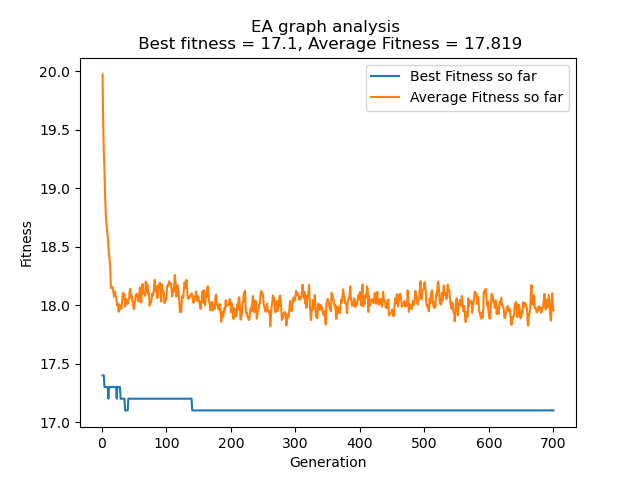 EA graph analysis
Best fitness = 17.1, Average Fitness = 17.819
Best Fitness so far
Average Fitness so far
Fitness
20.0
19.5
19.0
18.5
18.0
17.5
17.0
0 100 200 300 400 500 600 700
Generation